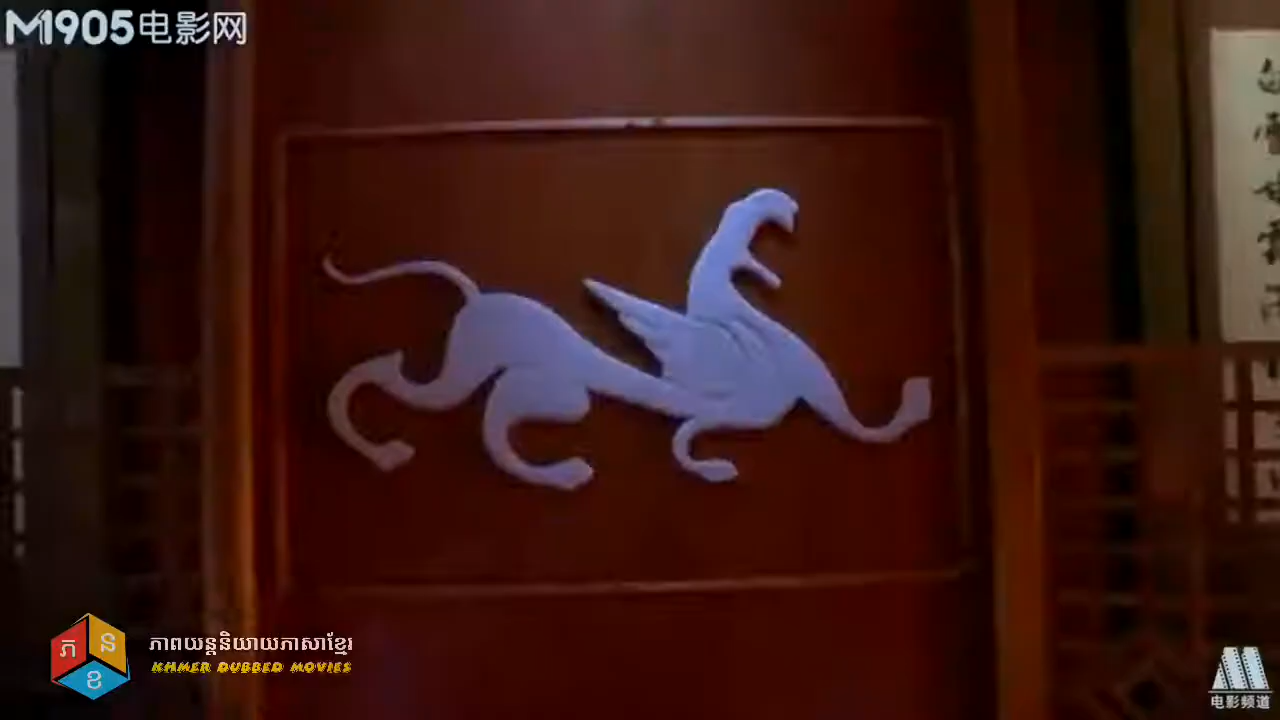 M1905电影网
ភ
ន
ខ
ភាពយន្តនិយាយភាសាខ្មែរ
KHMER DUBBED MOVIES
电影频道